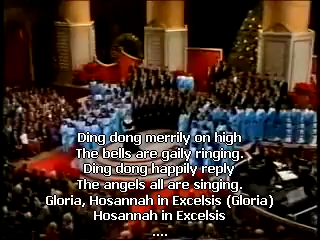 Ding dong merrily on high
The bells are gaily ringing.
Ding dong happily reply
The angels all are singing.
Gloria, Hosannah in Excelsis (Gloria)
Hosannah in Excelsis
....